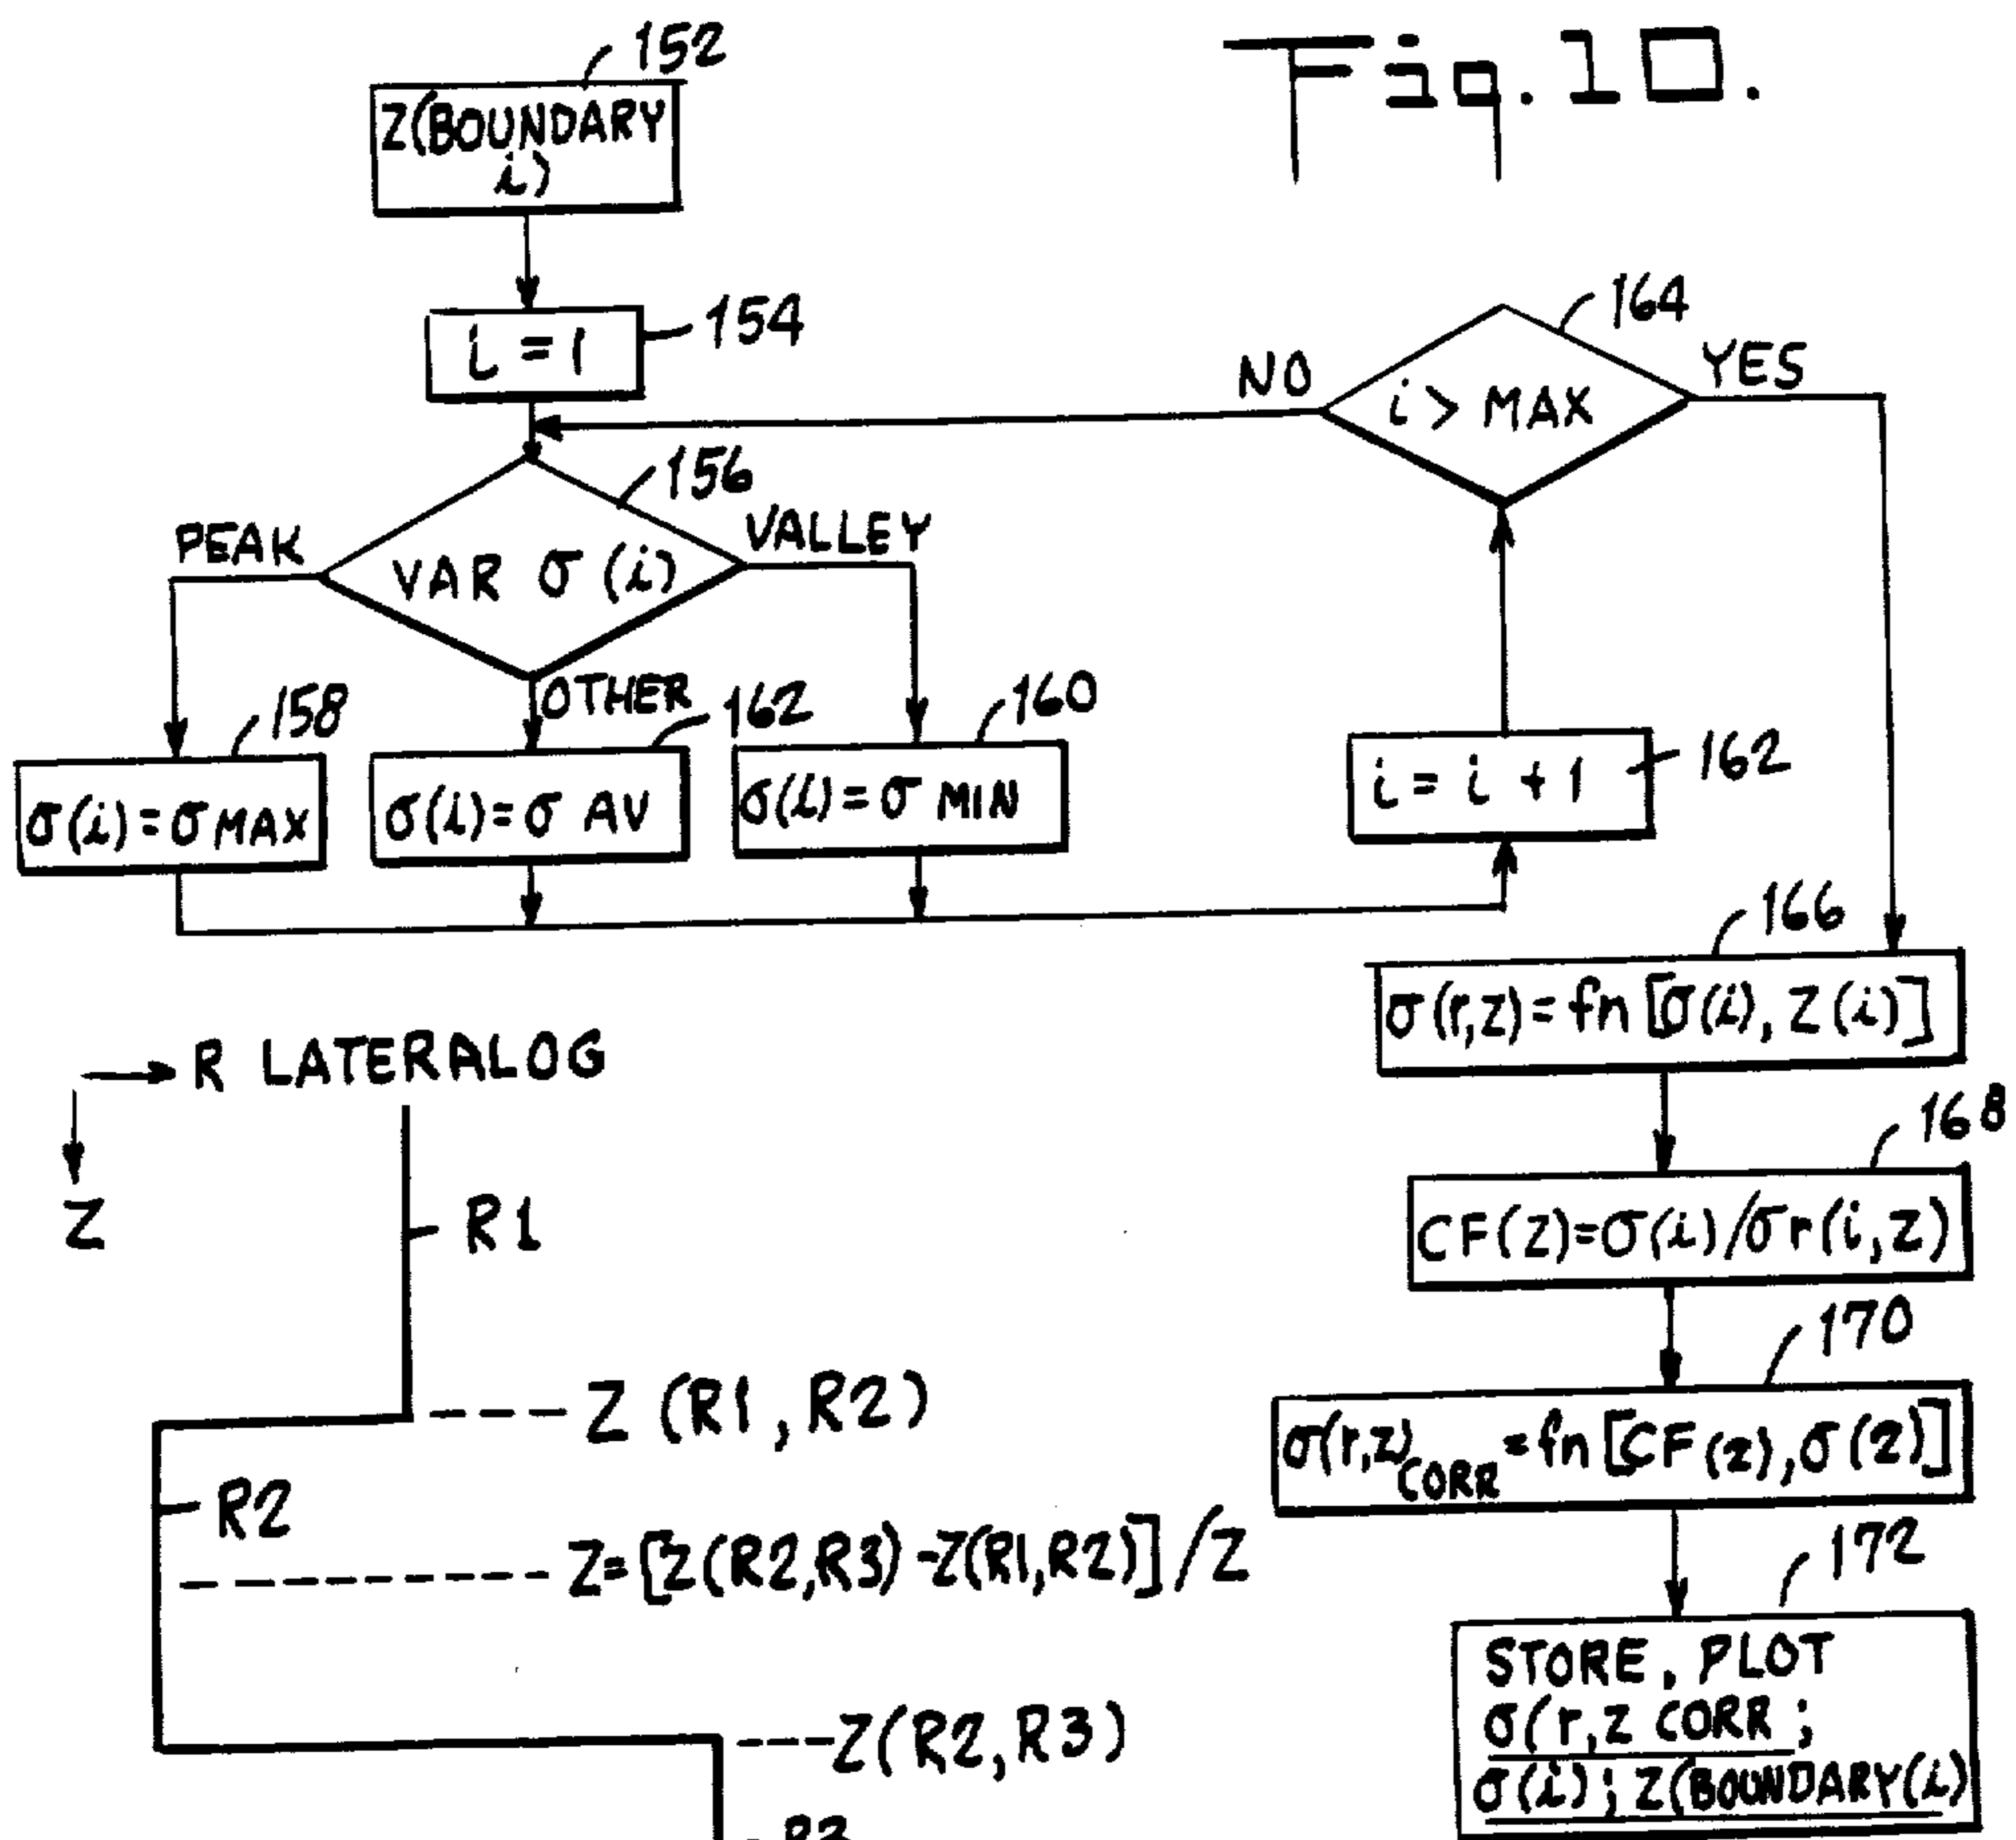 Fig. 10.
152
Z(BOUNDARY
i)
i = 1
154
164
NO
i > MAX
YES
156
PEAK
VAR σ (i)
VALLEY
OTHER
158
162
160
σ(i)=σ MAX
σ(i)=σ AV
σ(i)=σ MIN
i = i + 1
162
166
σ(r,z)=fn[σ(i), Z(i)]
168
CF(Z)=σ(i)/σr(i,z)
170
σ(r,z)CORR =fn[CF(z),σ(z)]
172
STORE, PLOT
σ(r,z CORR ;
σ(i); Z(BOUNDARY(i)
R LATERALOG
Z
R1
Z (R1, R2)
R2
Z=[Z(R2,R3)-Z(R1,R2)]/Z
Z(R2, R3)
R3